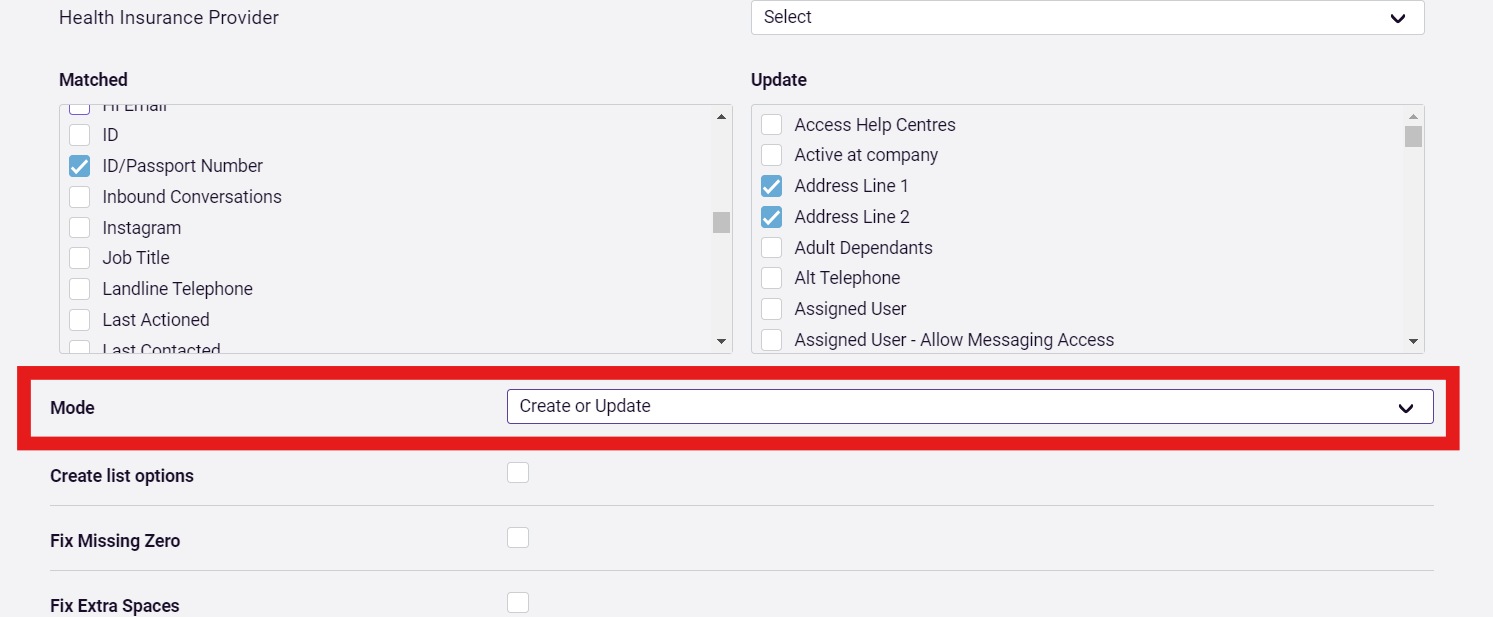 Health Insurance Provider
Select
Matched
Hi Email
ID
ID/Passport Number
Inbound Conversations
Instagram
Job Title
Landline Telephone
Last Actioned
Last Contacted
Update
Access Help Centres
Active at company
Address Line 1
Address Line 2
Adult Dependants
Alt Telephone
Assigned User
Assigned User - Allow Messaging Access
Mode
Create or Update
Create list options
Fix Missing Zero
Fix Extra Spaces